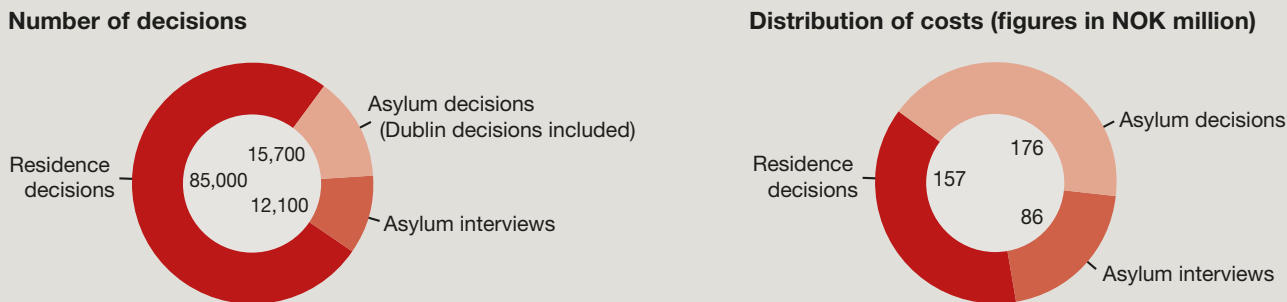 Number of decisions
Asylum decisions
(Dublin decisions included)
15,700
Residence
decisions
85,000
12,100
Asylum interviews
Distribution of costs (figures in NOK million)
Asylum decisions
176
Residence
decisions
157
86
Asylum interviews